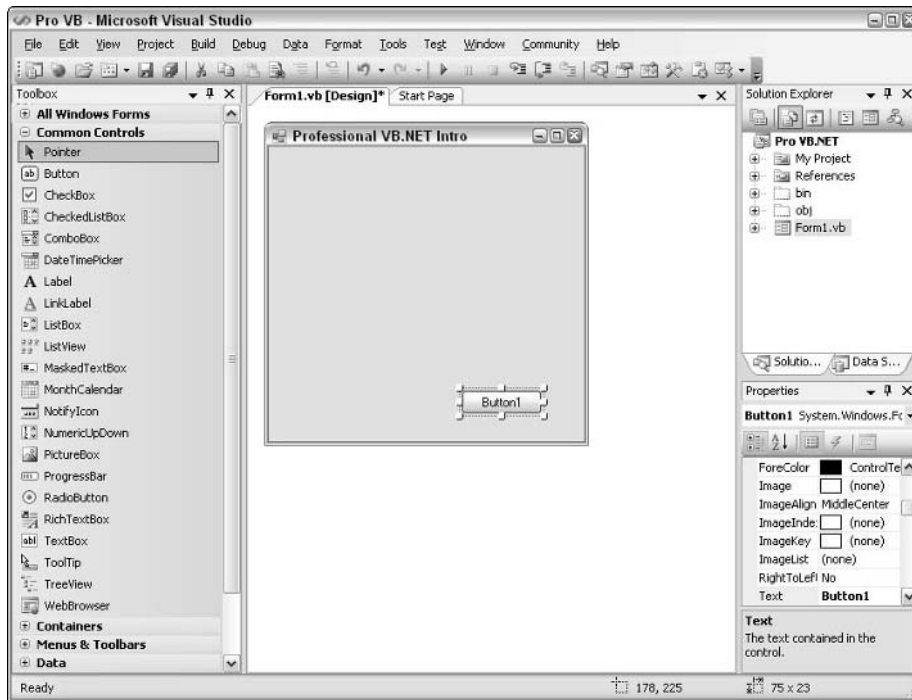 Pro VB - Microsoft Visual Studio
File Edit View Project Build Debug Data Format Tools Test Window Community Help
Toolbox
All Windows Forms
Common Controls
Pointer
Button
CheckBox
CheckedListBox
ComboBox
DateTimePicker
A Label
A LinkLabel
ListBox
ListView
MaskedTextBox
MonthCalendar
NotifyIcon
NumericUpDown
PictureBox
ProgressBar
RadioButton
RichTextBox
abl TextBox
ToolTip
TreeView
WebBrowser
Containers
Menus & Toolbars
Data
Form1.vb [Design]* Start Page
Professional VB.NET Intro
Button1
Solution Explorer
Pro VB.NET
My Project
References
bin
obj
Form1.vb
Solutio... Data S...
Properties
Button1 System.Windows.Fc
ForeColor ControlTe
Image (none)
ImageAlign MiddleCenter
ImageInde: (none)
ImageKey (none)
ImageList (none)
RightToLef No
Text Button1
Text
The text contained in the
control.
Ready
178, 225
75 x 23